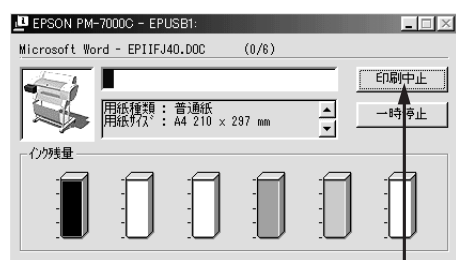 EPSON PM-7000C - EPUSB1:
Microsoft Word - EPIIFJ40.DOC (0/6)
印刷中止
用紙種類 : 普通紙
用紙ｻｲｽﾞ : A4 210 x 297 mm
一時停止
ｲﾝｸ残量